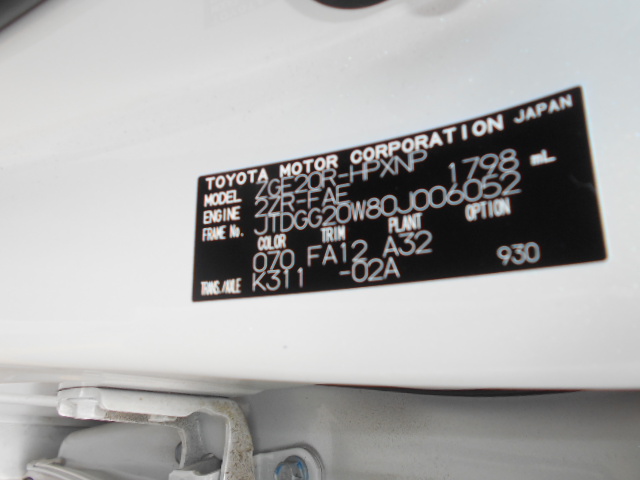 TOYOTA MOTOR CORPORATION JAPAN
MODEL ZGE20R-HPXNP
ENGINE 2ZR-FAE 1798 mL
FRAME No. JTDGG20W80J006052
COLOR TRIM PLANT OPTION
070 FA12 A32
TRANS./AXLE K311 -02A 930